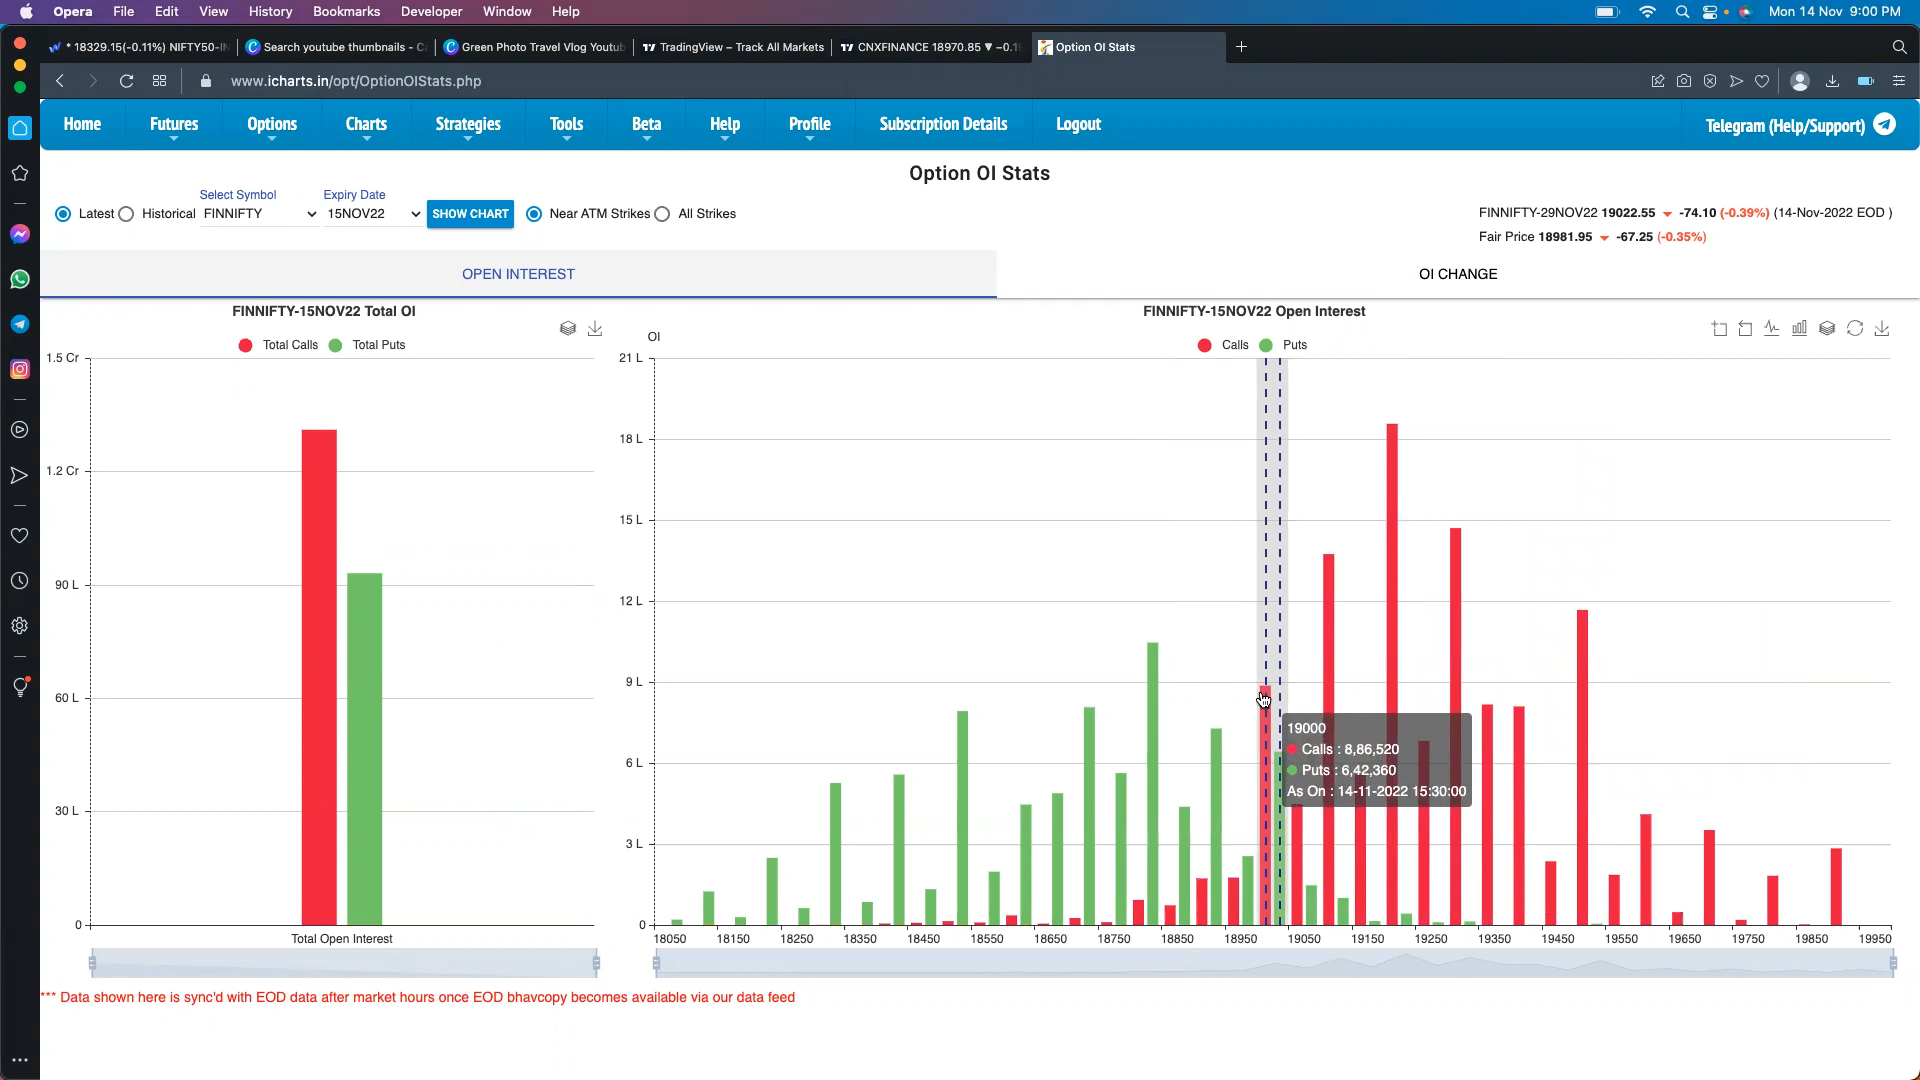 Opera File Edit View History Bookmarks Developer Window Help Mon 14 Nov 9:00 PM
* 18329.15(-0.11%) NIFTY50-IN Search youtube thumbnails - Ca Green Photo Travel Vlog Youtub TradingView – Track All Markets CNXFINANCE 18970.85 ▼ −0.1 Option OI Stats
www.icharts.in/opt/OptionOIStats.php
Home Futures Options Charts Strategies Tools Beta Help Profile Subscription Details Logout Telegram (Help/Support)
Option OI Stats
Select Symbol Expiry Date
Latest Historical FINNIFTY 15NOV22 SHOW CHART Near ATM Strikes All Strikes
FINNIFTY-29NOV22 19022.55 ▼ -74.10 (-0.39%) (14-Nov-2022 EOD )
Fair Price 18981.95 ▼ -67.25 (-0.35%)
OPEN INTEREST OI CHANGE
FINNIFTY-15NOV22 Total OI
Total Calls Total Puts
1.5 Cr
1.2 Cr
90 L
60 L
30 L
0
Total Open Interest
FINNIFTY-15NOV22 Open Interest
OI
Calls Puts
21 L
18 L
15 L
12 L
9 L
6 L
3 L
0
19000
Calls : 8,86,520
Puts : 6,42,360
As On : 14-11-2022 15:30:00
18050 18150 18250 18350 18450 18550 18650 18750 18850 18950 19050 19150 19250 19350 19450 19550 19650 19750 19850 19950
*** Data shown here is sync'd with EOD data after market hours once EOD bhavcopy becomes available via our data feed